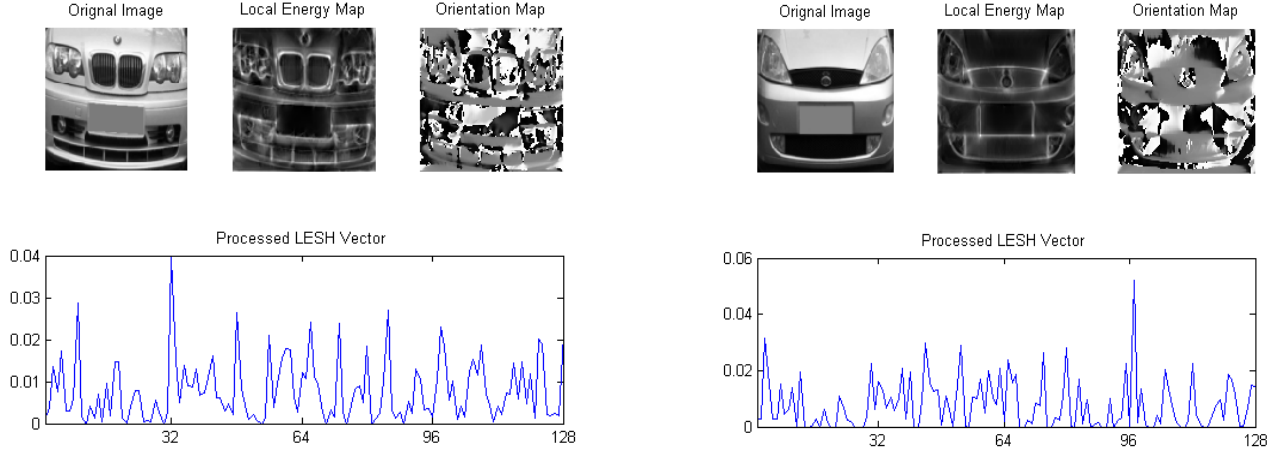 Orignal Image Local Energy Map Orientation Map
Processed LESH Vector
0.04
0.03
0.02
0.01
0
32 64 96 128
Orignal Image Local Energy Map Orientation Map
Processed LESH Vector
0.06
0.04
0.02
0
32 64 96 128